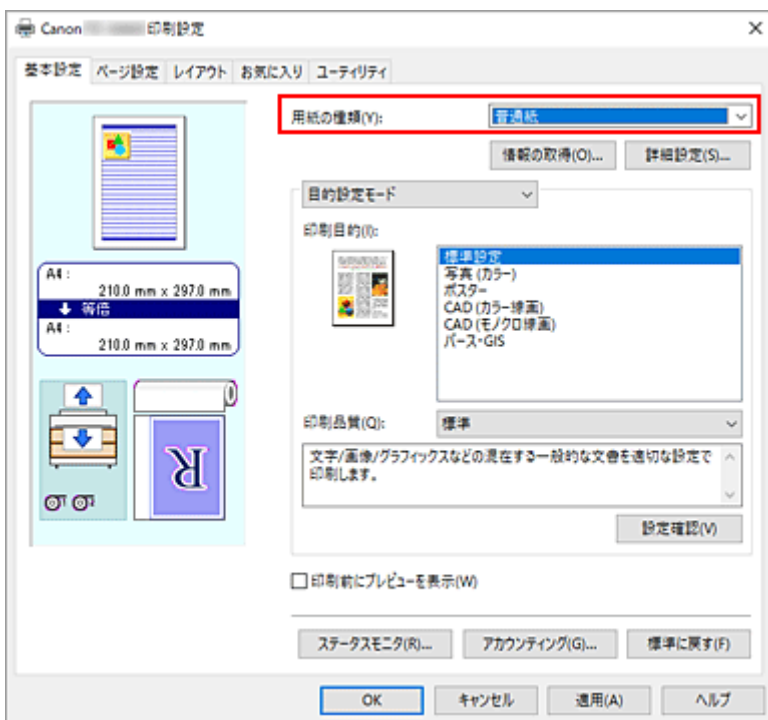 Canon 印刷設定
基本設定 ページ設定 レイアウト お気に入り ユーティリティ
用紙の種類(Y): 普通紙
情報の取得(O)... 詳細設定(S)...
目的設定モード
印刷目的(I):
標準設定
写真 (カラー)
ポスター
CAD (カラー線画)
CAD (モノクロ線画)
パース・GIS
A4 :
210.0 mm x 297.0 mm
等倍
A4 :
210.0 mm x 297.0 mm
R
印刷品質(Q): 標準
文字/画像/グラフィックスなどの混在する一般的な文書を適切な設定で
印刷します。
設定確認(V)
印刷前にプレビューを表示(W)
ステータスモニタ(R)... アカウンティング(G)... 標準に戻す(F)
OK キャンセル 適用(A) ヘルプ